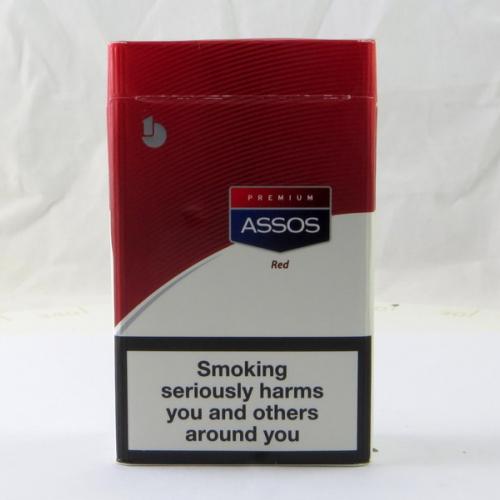 PREMIUM
ASSOS
Red
Smoking
seriously harms
you and others
around you